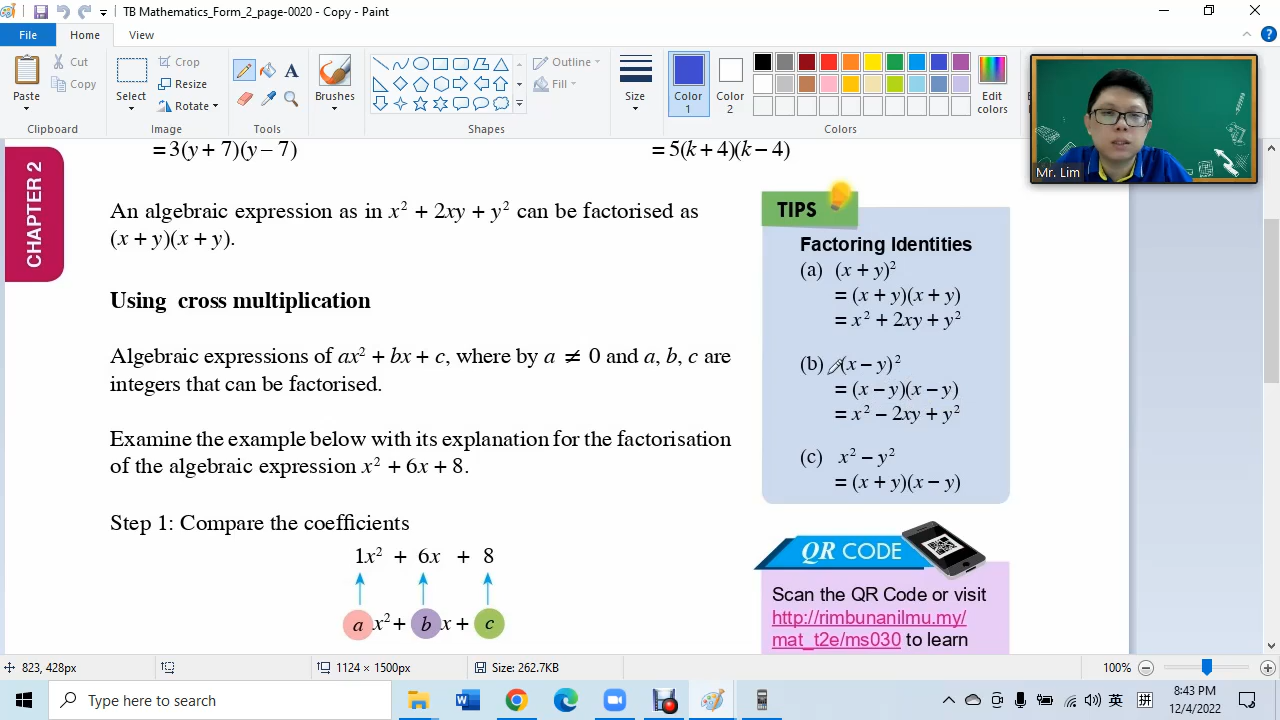 TB Mathematics_Form_2_page-0020 - Copy - Paint
File Home View
Paste Cut Copy Clipboard
Select Crop Resize Rotate Image
Tools
Brushes
Outline Fill Shapes
Size
Color 1 Color 2 Edit colors Colors
Mr. Lim
CHAPTER 2
= 3(y + 7)(y – 7)
= 5(k + 4)(k – 4)
An algebraic expression as in x² + 2xy + y² can be factorised as
(x + y)(x + y).
Using cross multiplication
Algebraic expressions of ax² + bx + c, where by a ≠ 0 and a, b, c are
integers that can be factorised.
Examine the example below with its explanation for the factorisation
of the algebraic expression x² + 6x + 8.
Step 1: Compare the coefficients
1x² + 6x + 8
a x² + b x + c
TIPS
Factoring Identities
(a) (x + y)²
= (x + y)(x + y)
= x² + 2xy + y²
(b) (x – y)²
= (x – y)(x – y)
= x² – 2xy + y²
(c) x² – y²
= (x + y)(x – y)
QR CODE
Scan the QR Code or visit
http://rimbunanilmu.my/
mat_t2e/ms030 to learn
823, 428px 1124 × 1500px Size: 262.7KB 100%
Type here to search
英 拼 8:43 PM
12/4/2022